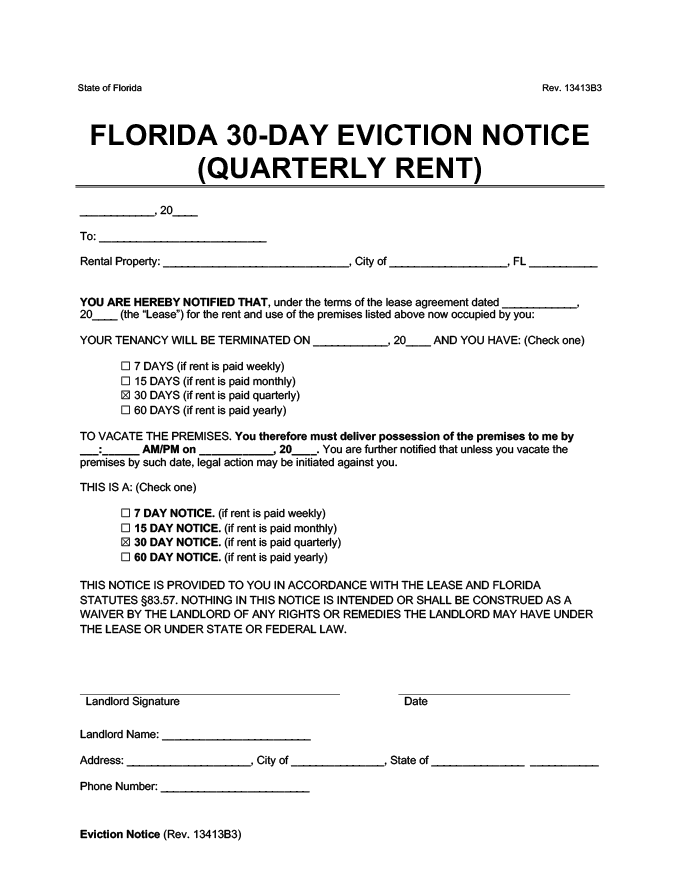 State of Florida Rev. 13413B3
FLORIDA 30-DAY EVICTION NOTICE
(QUARTERLY RENT)
____________, 20____
To: ___________________________
Rental Property: ______________________________, City of ___________________, FL ___________
YOU ARE HEREBY NOTIFIED THAT, under the terms of the lease agreement dated ____________,
20____ (the “Lease”) for the rent and use of the premises listed above now occupied by you:
YOUR TENANCY WILL BE TERMINATED ON ____________, 20____ AND YOU HAVE: (Check one)
☐ 7 DAYS (if rent is paid weekly)
☐ 15 DAYS (if rent is paid monthly)
☒ 30 DAYS (if rent is paid quarterly)
☐ 60 DAYS (if rent is paid yearly)
TO VACATE THE PREMISES. You therefore must deliver possession of the premises to me by
___:______ AM/PM on ____________, 20____. You are further notified that unless you vacate the
premises by such date, legal action may be initiated against you.
THIS IS A: (Check one)
☐ 7 DAY NOTICE. (if rent is paid weekly)
☐ 15 DAY NOTICE. (if rent is paid monthly)
☒ 30 DAY NOTICE. (if rent is paid quarterly)
☐ 60 DAY NOTICE. (if rent is paid yearly)
THIS NOTICE IS PROVIDED TO YOU IN ACCORDANCE WITH THE LEASE AND FLORIDA
STATUTES §83.57. NOTHING IN THIS NOTICE IS INTENDED OR SHALL BE CONSTRUED AS A
WAIVER BY THE LANDLORD OF ANY RIGHTS OR REMEDIES THE LANDLORD MAY HAVE UNDER
THE LEASE OR UNDER STATE OR FEDERAL LAW.
Landlord Signature Date
Landlord Name: ________________________
Address: ____________________, City of _______________, State of _______________ ___________
Phone Number: ________________________
Eviction Notice (Rev. 13413B3)